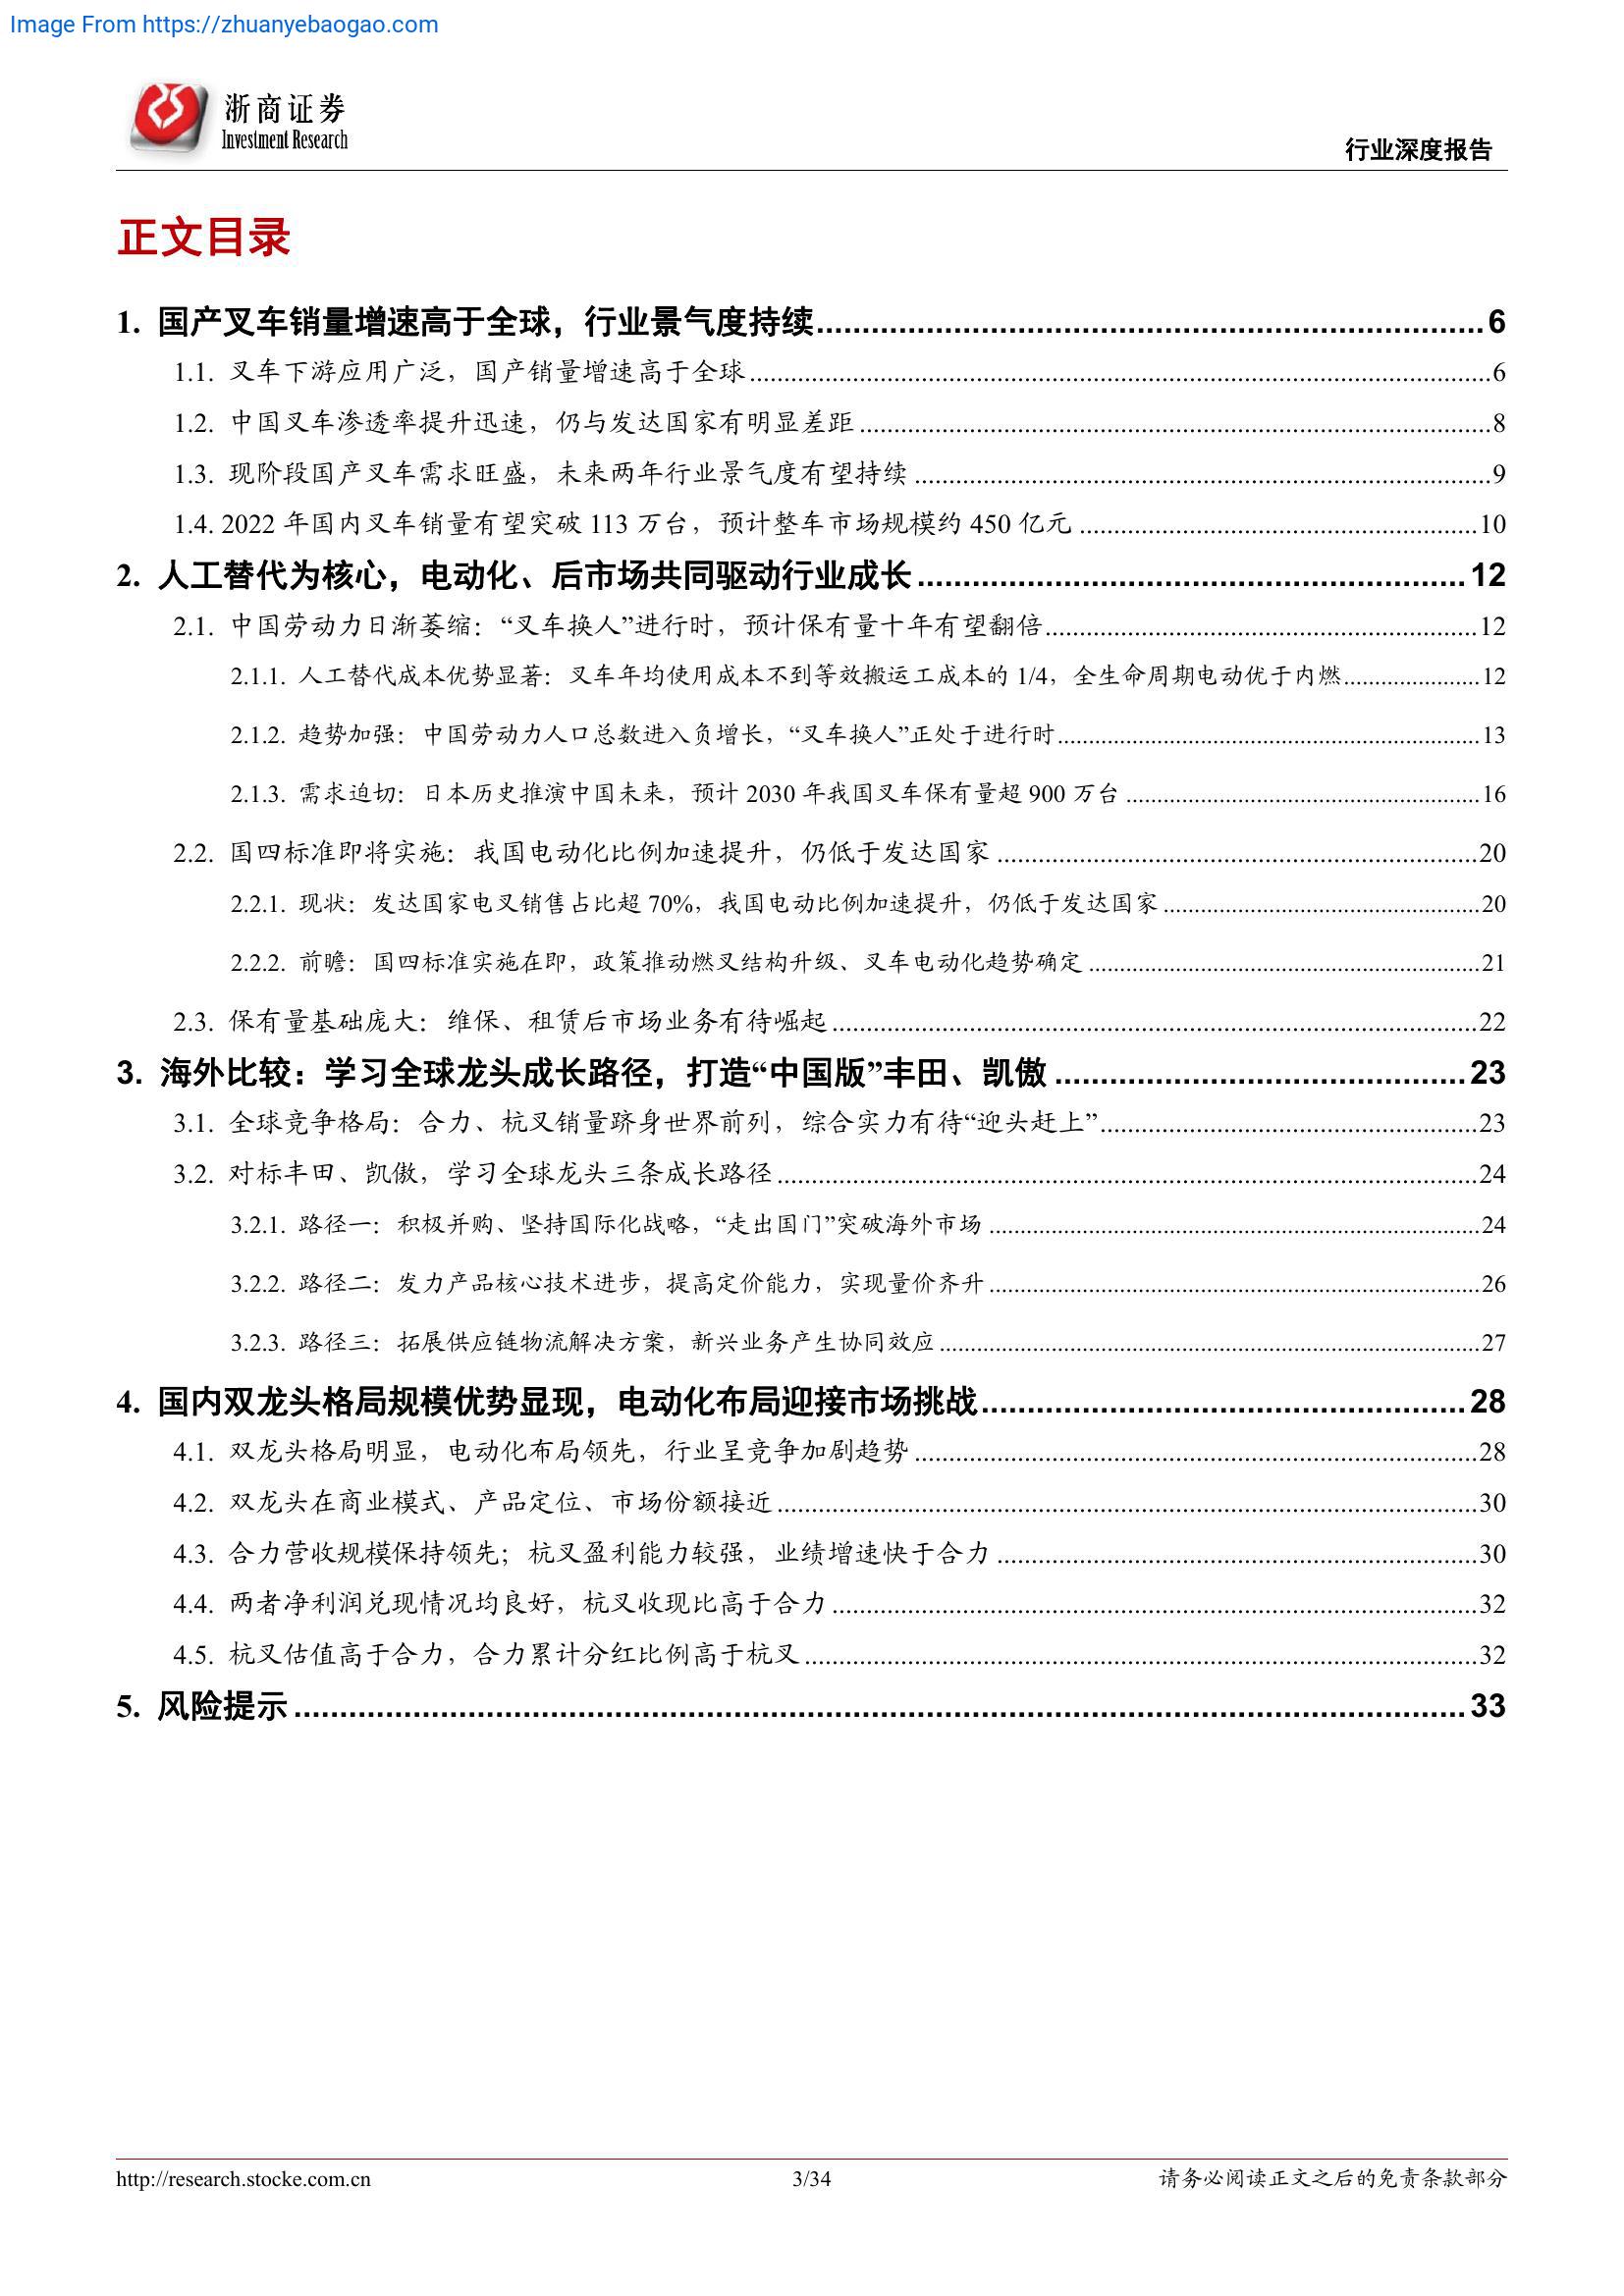 Image From https://zhuanyebaogao.com
浙商证券
Investment Research
行业深度报告
正文目录
1. 国产叉车销量增速高于全球，行业景气度持续 6
1.1. 叉车下游应用广泛，国产销量增速高于全球 6
1.2. 中国叉车渗透率提升迅速，仍与发达国家有明显差距 8
1.3. 现阶段国产叉车需求旺盛，未来两年行业景气度有望持续 9
1.4. 2022 年国内叉车销量有望突破 113 万台，预计整车市场规模约 450 亿元 10
2. 人工替代为核心，电动化、后市场共同驱动行业成长 12
2.1. 中国劳动力日渐萎缩：“叉车换人”进行时，预计保有量十年有望翻倍 12
2.1.1. 人工替代成本优势显著：叉车年均使用成本不到等效搬运工成本的 1/4，全生命周期电动优于内燃 12
2.1.2. 趋势加强：中国劳动力人口总数进入负增长，“叉车换人”正处于进行时 13
2.1.3. 需求迫切：日本历史推演中国未来，预计 2030 年我国叉车保有量超 900 万台 16
2.2. 国四标准即将实施：我国电动化比例加速提升，仍低于发达国家 20
2.2.1. 现状：发达国家电叉销售占比超 70%，我国电动比例加速提升，仍低于发达国家 20
2.2.2. 前瞻：国四标准实施在即，政策推动燃叉结构升级、叉车电动化趋势确定 21
2.3. 保有量基础庞大：维保、租赁后市场业务有待崛起 22
3. 海外比较：学习全球龙头成长路径，打造“中国版”丰田、凯傲 23
3.1. 全球竞争格局：合力、杭叉销量跻身世界前列，综合实力有待“迎头赶上” 23
3.2. 对标丰田、凯傲，学习全球龙头三条成长路径 24
3.2.1. 路径一：积极并购、坚持国际化战略，“走出国门”突破海外市场 24
3.2.2. 路径二：发力产品核心技术进步，提高定价能力，实现量价齐升 26
3.2.3. 路径三：拓展供应链物流解决方案，新兴业务产生协同效应 27
4. 国内双龙头格局规模优势显现，电动化布局迎接市场挑战 28
4.1. 双龙头格局明显，电动化布局领先，行业呈竞争加剧趋势 28
4.2. 双龙头在商业模式、产品定位、市场份额接近 30
4.3. 合力营收规模保持领先；杭叉盈利能力较强，业绩增速快于合力 30
4.4. 两者净利润兑现情况均良好，杭叉收现比高于合力 32
4.5. 杭叉估值高于合力，合力累计分红比例高于杭叉 32
5. 风险提示 33
http://research.stocke.com.cn
3/34
请务必阅读正文之后的免责条款部分